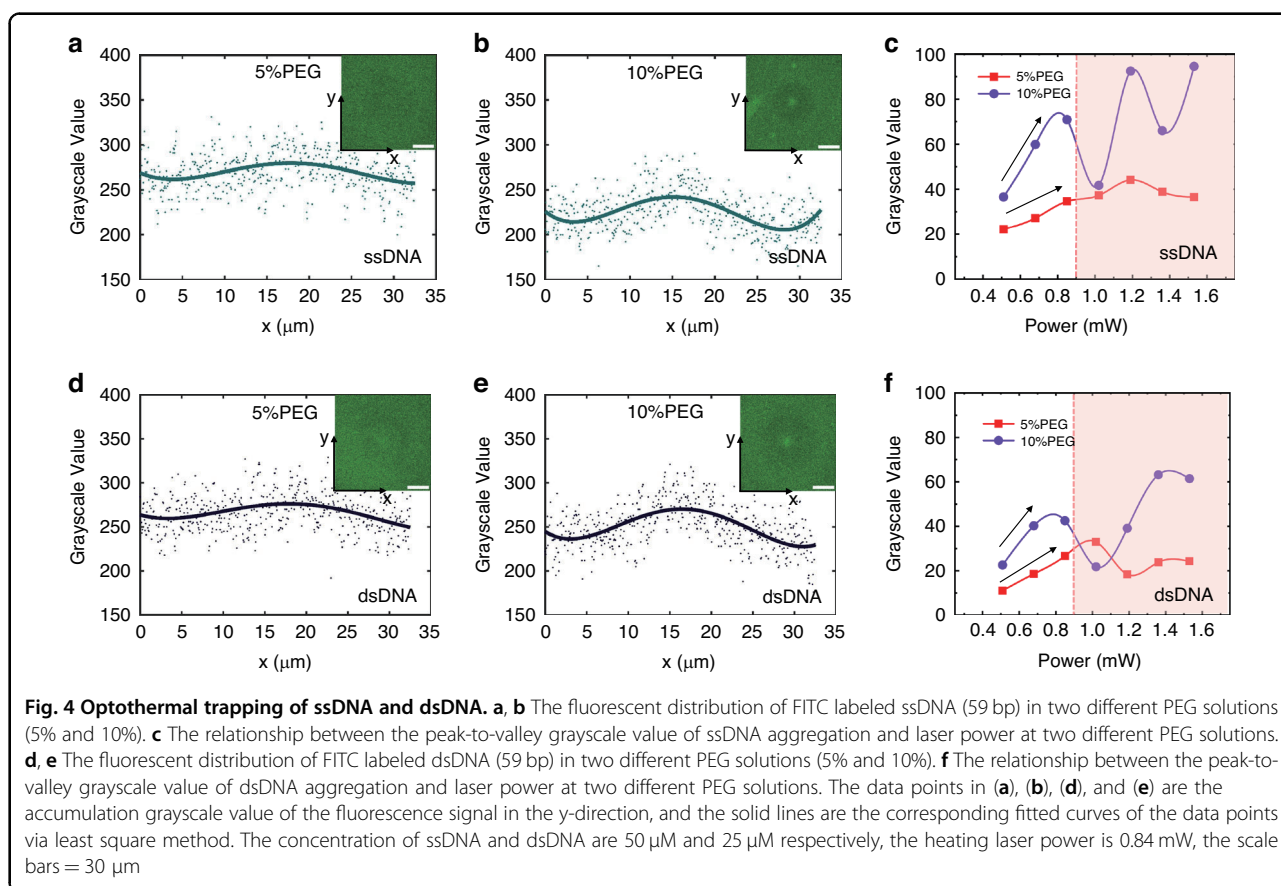 a
b
c
400
350
300
250
200
150
Grayscale Value
5%PEG
y
x
ssDNA
0 5 10 15 20 25 30 35
x (μm)
400
350
300
250
200
150
Grayscale Value
10%PEG
y
x
ssDNA
0 5 10 15 20 25 30 35
x (μm)
100
80
60
40
20
0
Grayscale Value
5%PEG
10%PEG
ssDNA
0.4 0.6 0.8 1.0 1.2 1.4 1.6
Power (mW)
d
e
f
400
350
300
250
200
150
Grayscale Value
5%PEG
y
x
dsDNA
0 5 10 15 20 25 30 35
x (μm)
400
350
300
250
200
150
Grayscale Value
10%PEG
y
x
dsDNA
0 5 10 15 20 25 30 35
x (μm)
100
80
60
40
20
0
Grayscale Value
5%PEG
10%PEG
dsDNA
0.4 0.6 0.8 1.0 1.2 1.4 1.6
Power (mW)
Fig. 4 Optothermal trapping of ssDNA and dsDNA. a, b The fluorescent distribution of FITC labeled ssDNA (59 bp) in two different PEG solutions
(5% and 10%). c The relationship between the peak-to-valley grayscale value of ssDNA aggregation and laser power at two different PEG solutions.
d, e The fluorescent distribution of FITC labeled dsDNA (59 bp) in two different PEG solutions (5% and 10%). f The relationship between the peak-to-
valley grayscale value of dsDNA aggregation and laser power at two different PEG solutions. The data points in (a), (b), (d), and (e) are the
accumulation grayscale value of the fluorescence signal in the y-direction, and the solid lines are the corresponding fitted curves of the data points
via least square method. The concentration of ssDNA and dsDNA are 50 μM and 25 μM respectively, the heating laser power is 0.84 mW, the scale
bars = 30 μm